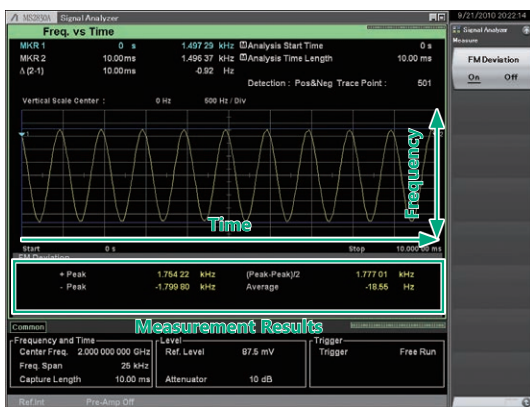 MS2830A Signal Analyzer
9/21/2010 20:22:14
Freq. vs Time
Signal Analyzer
Measure
MKR 1 0 s 1.497 29 kHz M Analysis Start Time 0 s
MKR 2 10.00ms 1.496 37 kHz M Analysis Time Length 10.00 ms
Δ (2-1) 10.00ms -0.92 Hz
Detection : Pos&Neg Trace Point : 501
FM Deviation
On Off
Vertical Scale Center : 0 Hz 500 Hz / Div
1
2
Frequency
Time
Start 0 s Stop 10.000 00 ms
FM Deviation
+ Peak 1.754 22 kHz (Peak-Peak)/2 1.777 01 kHz
- Peak -1.799 80 kHz Average -18.55 Hz
Measurement Results
Common
Frequency and Time
Level
Trigger
Center Freq. 2.000 000 000 GHz Ref. Level 87.5 mV Trigger Free Run
Freq. Span 25 kHz
Capture Length 10.00 ms Attenuator 10 dB
Ref.Int Pre-Amp Off